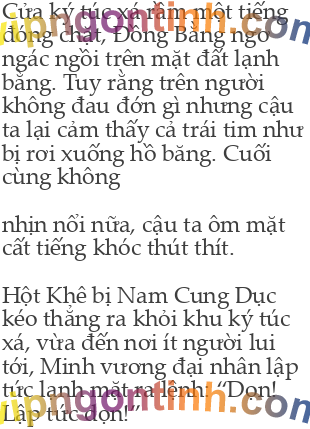 Cửa ký túc xá rầm một tiếng
đóng chặt, Đông Bằng ngơ
ngác ngồi trên mặt đất lạnh
băng. Tuy rằng trên người
không đau đớn gì nhưng cậu
ta lại cảm thấy cả trái tim như
bị rơi xuống hồ băng. Cuối
cùng không
nhịn nổi nữa, cậu ta ôm mặt
cất tiếng khóc thút thít.
Hột Khê bị Nam Cung Dục
kéo thẳng ra khỏi khu ký túc
xá, vừa đến nơi ít người lui
tới, Minh vương đại nhân lập
tức lạnh mặt ra lệnh: “Dọn!
Lập tức dọn!”
vipngontinh.com
vipngontinh.com